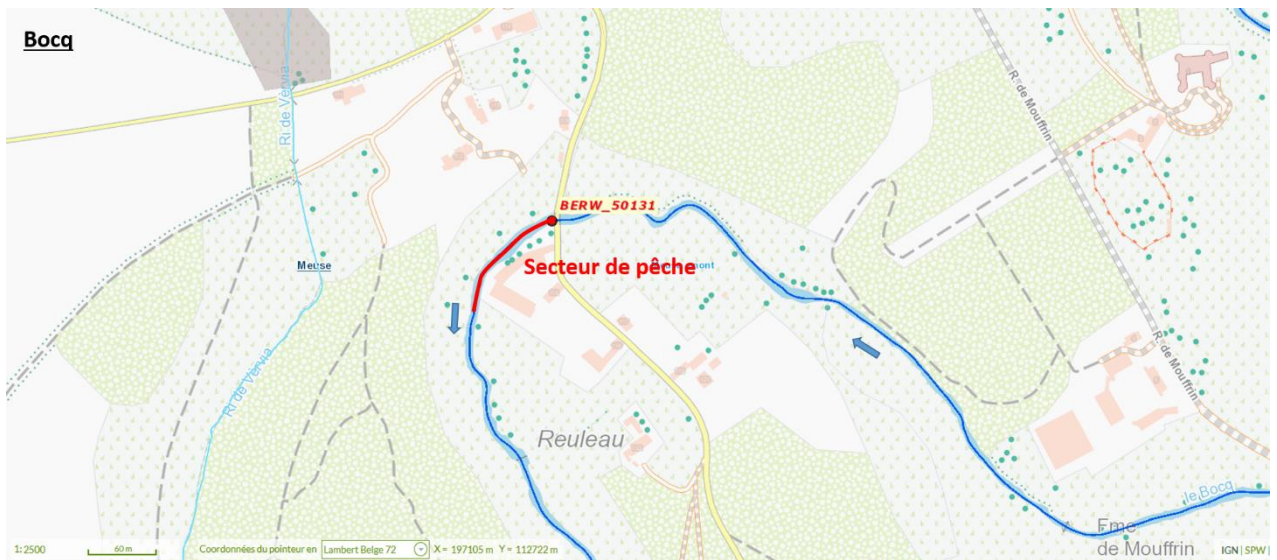 Bocq
Ri de Vervia
R. de Mouffrin
BERW_50131
Meuse
Secteur de pêche
mont
Ri de Vervia
R. de Mouffrin
Reuleau
le Bocq
Fme
de Mouffrin
1:2500
60 m
Coordonnées du pointeur en Lambert Belge 72 X = 197105 m Y = 112722 m
IGN | SPW